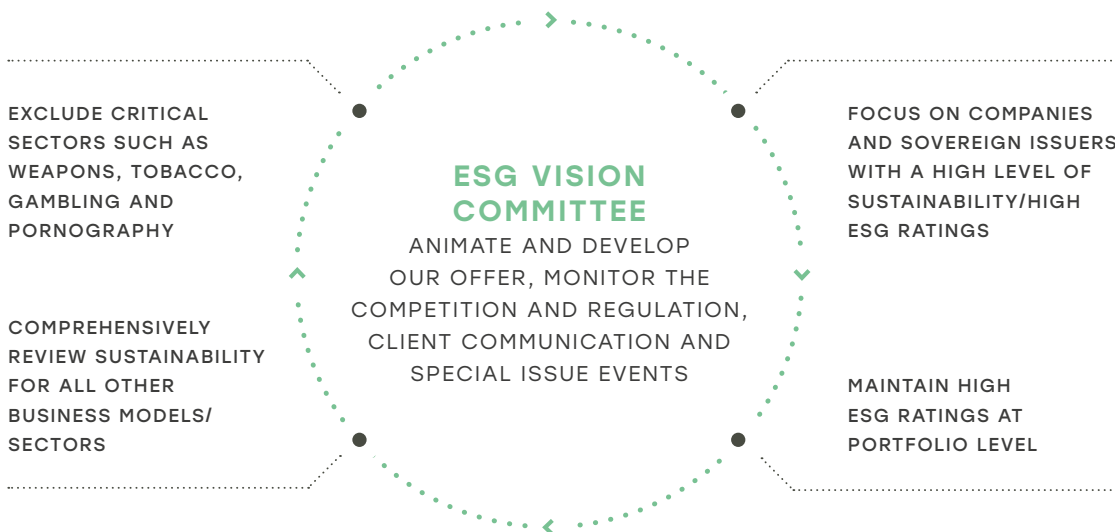 EXCLUDE CRITICAL
SECTORS SUCH AS
WEAPONS, TOBACCO,
GAMBLING AND
PORNOGRAPHY
COMPREHENSIVELY
REVIEW SUSTAINABILITY
FOR ALL OTHER
BUSINESS MODELS/
SECTORS
ESG VISION
COMMITTEE
ANIMATE AND DEVELOP
OUR OFFER, MONITOR THE
COMPETITION AND REGULATION,
CLIENT COMMUNICATION AND
SPECIAL ISSUE EVENTS
FOCUS ON COMPANIES
AND SOVEREIGN ISSUERS
WITH A HIGH LEVEL OF
SUSTAINABILITY/HIGH
ESG RATINGS
MAINTAIN HIGH
ESG RATINGS AT
PORTFOLIO LEVEL